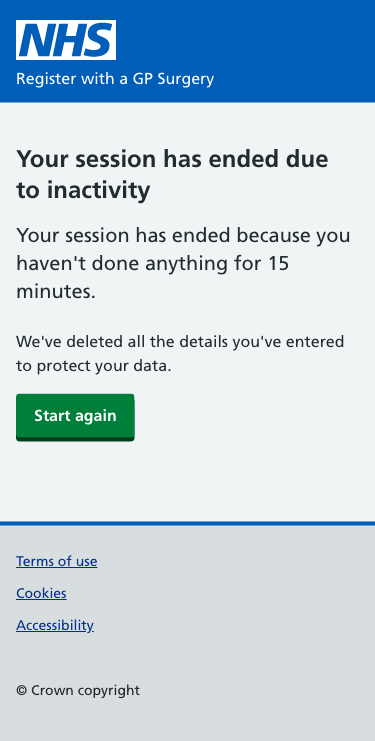 NHS
Register with a GP Surgery
Your session has ended due
to inactivity
Your session has ended because you
haven't done anything for 15
minutes.
We've deleted all the details you've entered
to protect your data.
Start again
Terms of use
Cookies
Accessibility
© Crown copyright